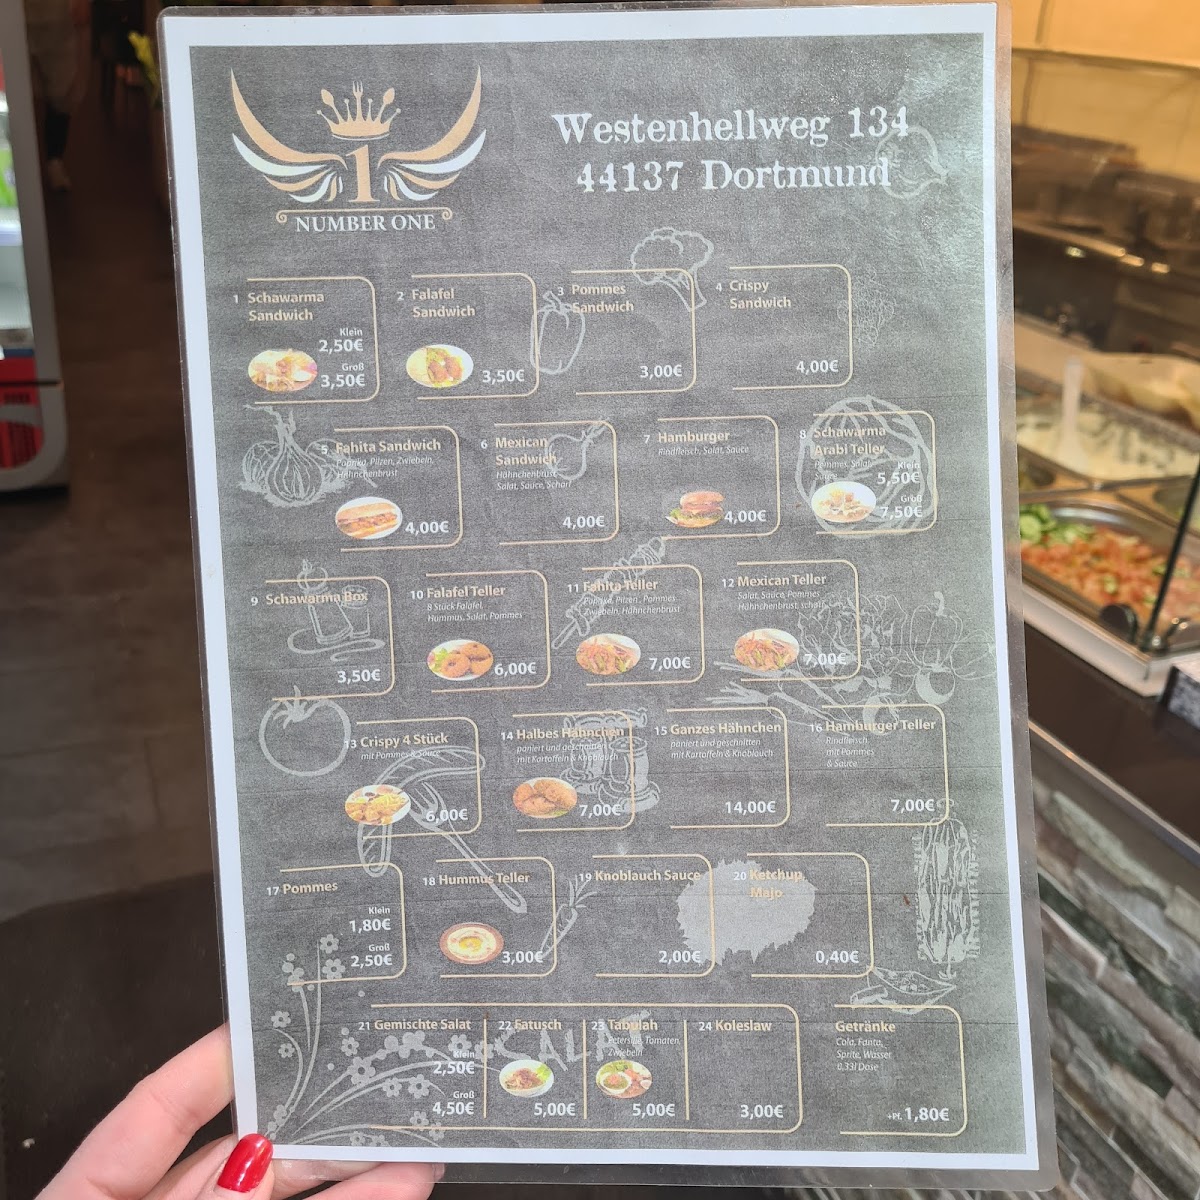 1
NUMBER ONE
Westenhellweg 134
44137 Dortmund
1 Schawarma
Sandwich
Klein
2,50€
Groß
3,50€
2 Falafel
Sandwich
3,50€
3 Pommes
Sandwich
3,00€
4 Crispy
Sandwich
4,00€
5 Fahita Sandwich
Paprika, Pilzen, Zwiebeln,
Hähnchenbrust
4,00€
6 Mexican
Sandwich
Hähnchenbrust
Salat, Sauce, Scharf
4,00€
7 Hamburger
Rindfleisch, Salat, Sauce
4,00€
8 Schawarma
Arabi Teller
Pommes, Salat
Sauce
Klein
5,50€
Groß
7,50€
9 Schawarma Box
3,50€
10 Falafel Teller
8 Stück Falafel,
Hummus, Salat, Pommes
6,00€
11 Fahita Teller
Paprika, Pilzen, Pommes
Zwiebeln, Hähnchenbrust
7,00€
12 Mexican Teller
Salat, Sauce, Pommes
Hähnchenbrust, scharf
7,00€
13 Crispy 4 Stück
mit Pommes & Sauce
6,00€
14 Halbes Hähnchen
paniert und geschnitten
mit Kartoffeln & Knoblauch
7,00€
15 Ganzes Hähnchen
paniert und geschnitten
mit Kartoffeln & Knoblauch
14,00€
16 Hamburger Teller
Rindfleisch
mit Pommes
& Sauce
7,00€
17 Pommes
Klein
1,80€
Groß
2,50€
18 Hummus Teller
3,00€
19 Knoblauch Sauce
2,00€
20 Ketchup,
Majo
0,40€
SALAT
21 Gemischte Salat
Klein
2,50€
Groß
4,50€
22 Fatusch
5,00€
23 Tabulah
Petersilie, Tomaten,
Zwiebeln
5,00€
24 Koleslaw
3,00€
Getränke
Cola, Fanta,
Sprite, Wasser
0,33l Dose
+Pf. 1,80€